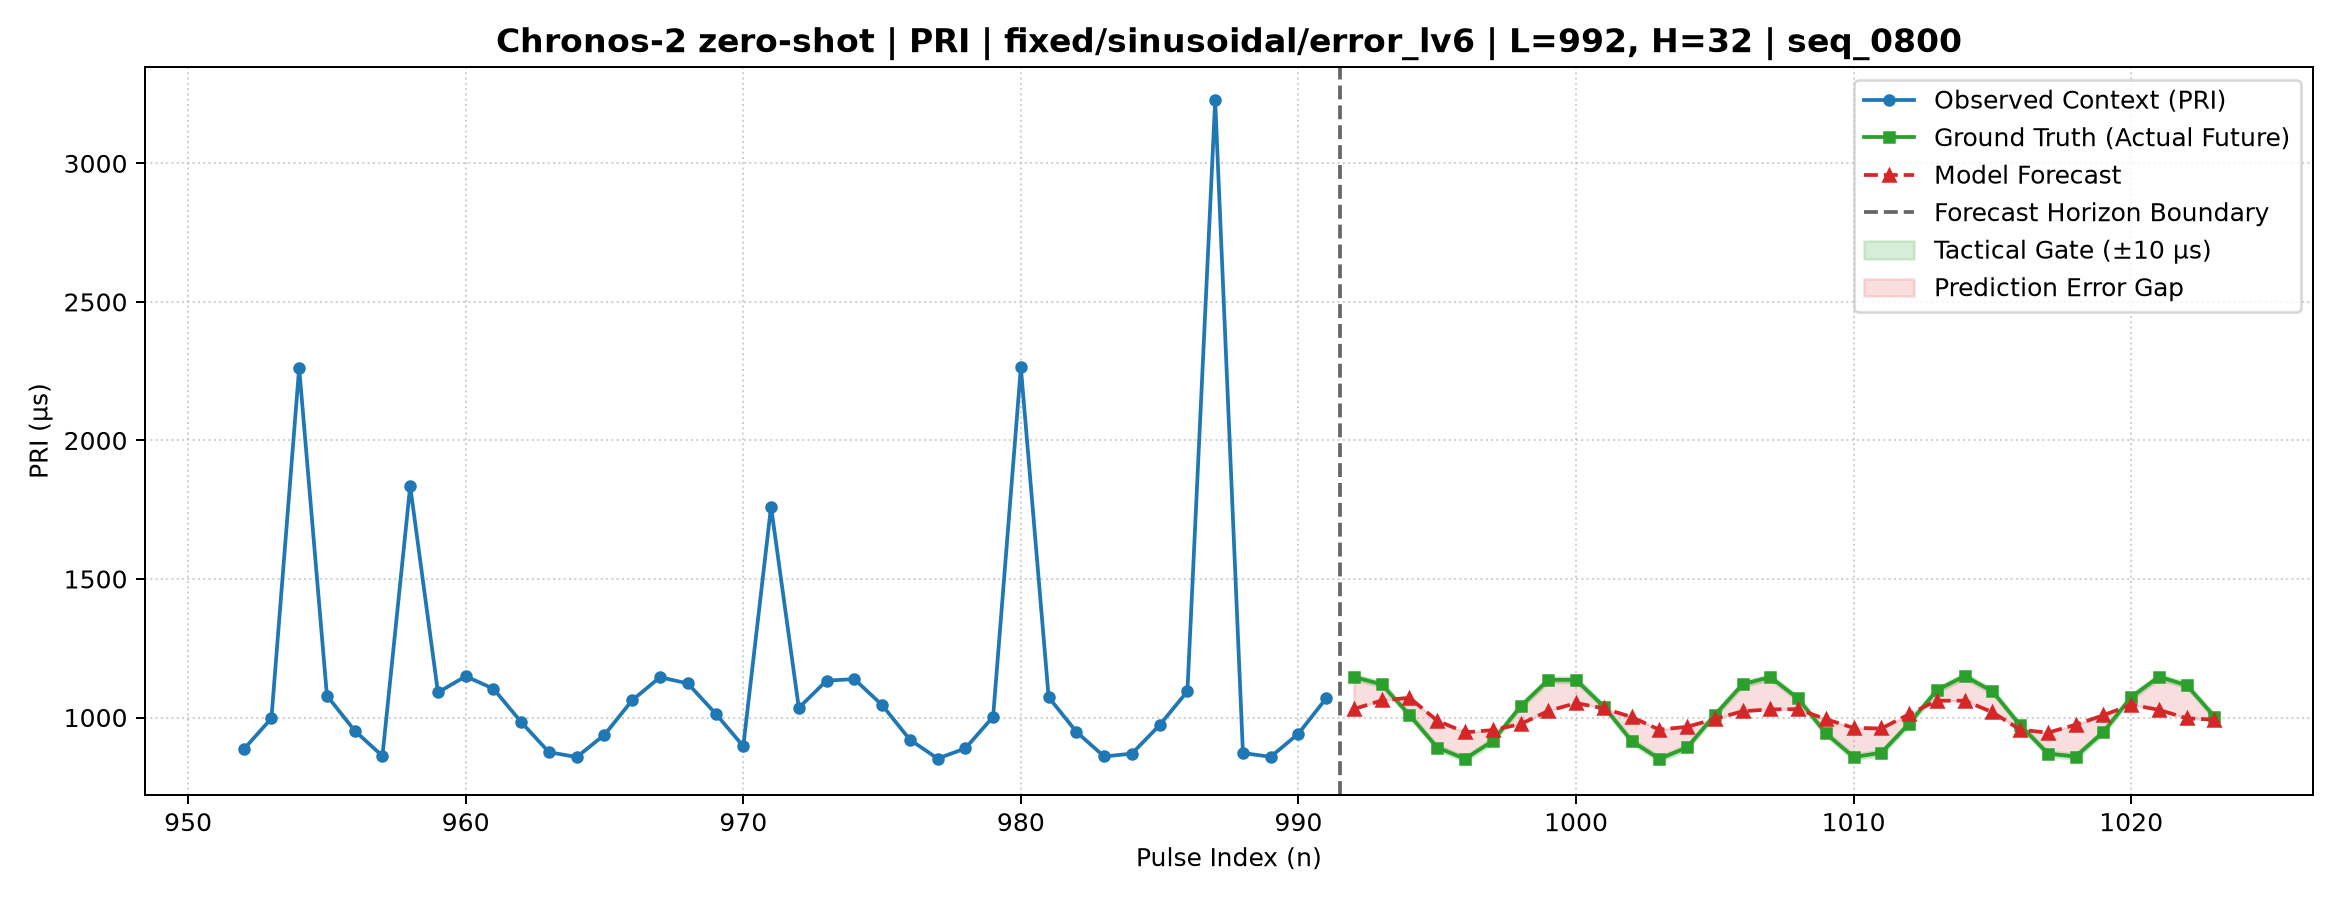 Chronos-2 zero-shot | PRI | fixed/sinusoidal/error_lv6 | L=992, H=32 | seq_0800
Observed Context (PRI)
Ground Truth (Actual Future)
Model Forecast
Forecast Horizon Boundary
Tactical Gate (±10 µs)
Prediction Error Gap
PRI (µs)
3000
2500
2000
1500
1000
950 960 970 980 990 1000 1010 1020
Pulse Index (n)